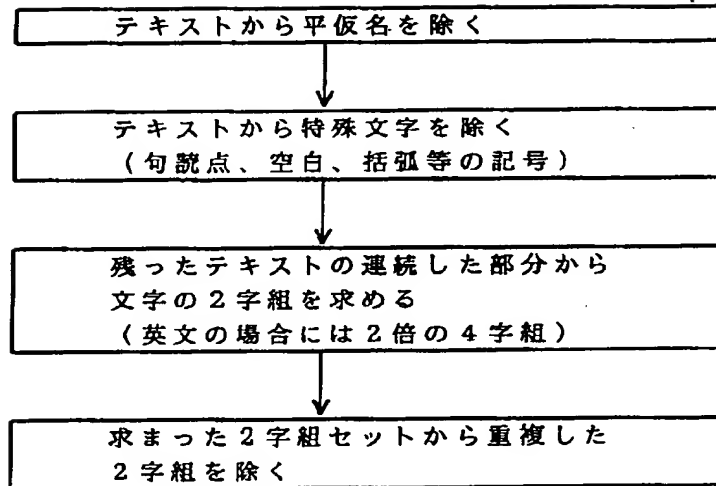 テキストから平仮名を除く
テキストから特殊文字を除く
(句読点、空白、括弧等の記号)
残ったテキストの連続した部分から
文字の2字組を求める
(英文の場合には2倍の4字組)
求まった2字組セットから重複した
2字組を除く